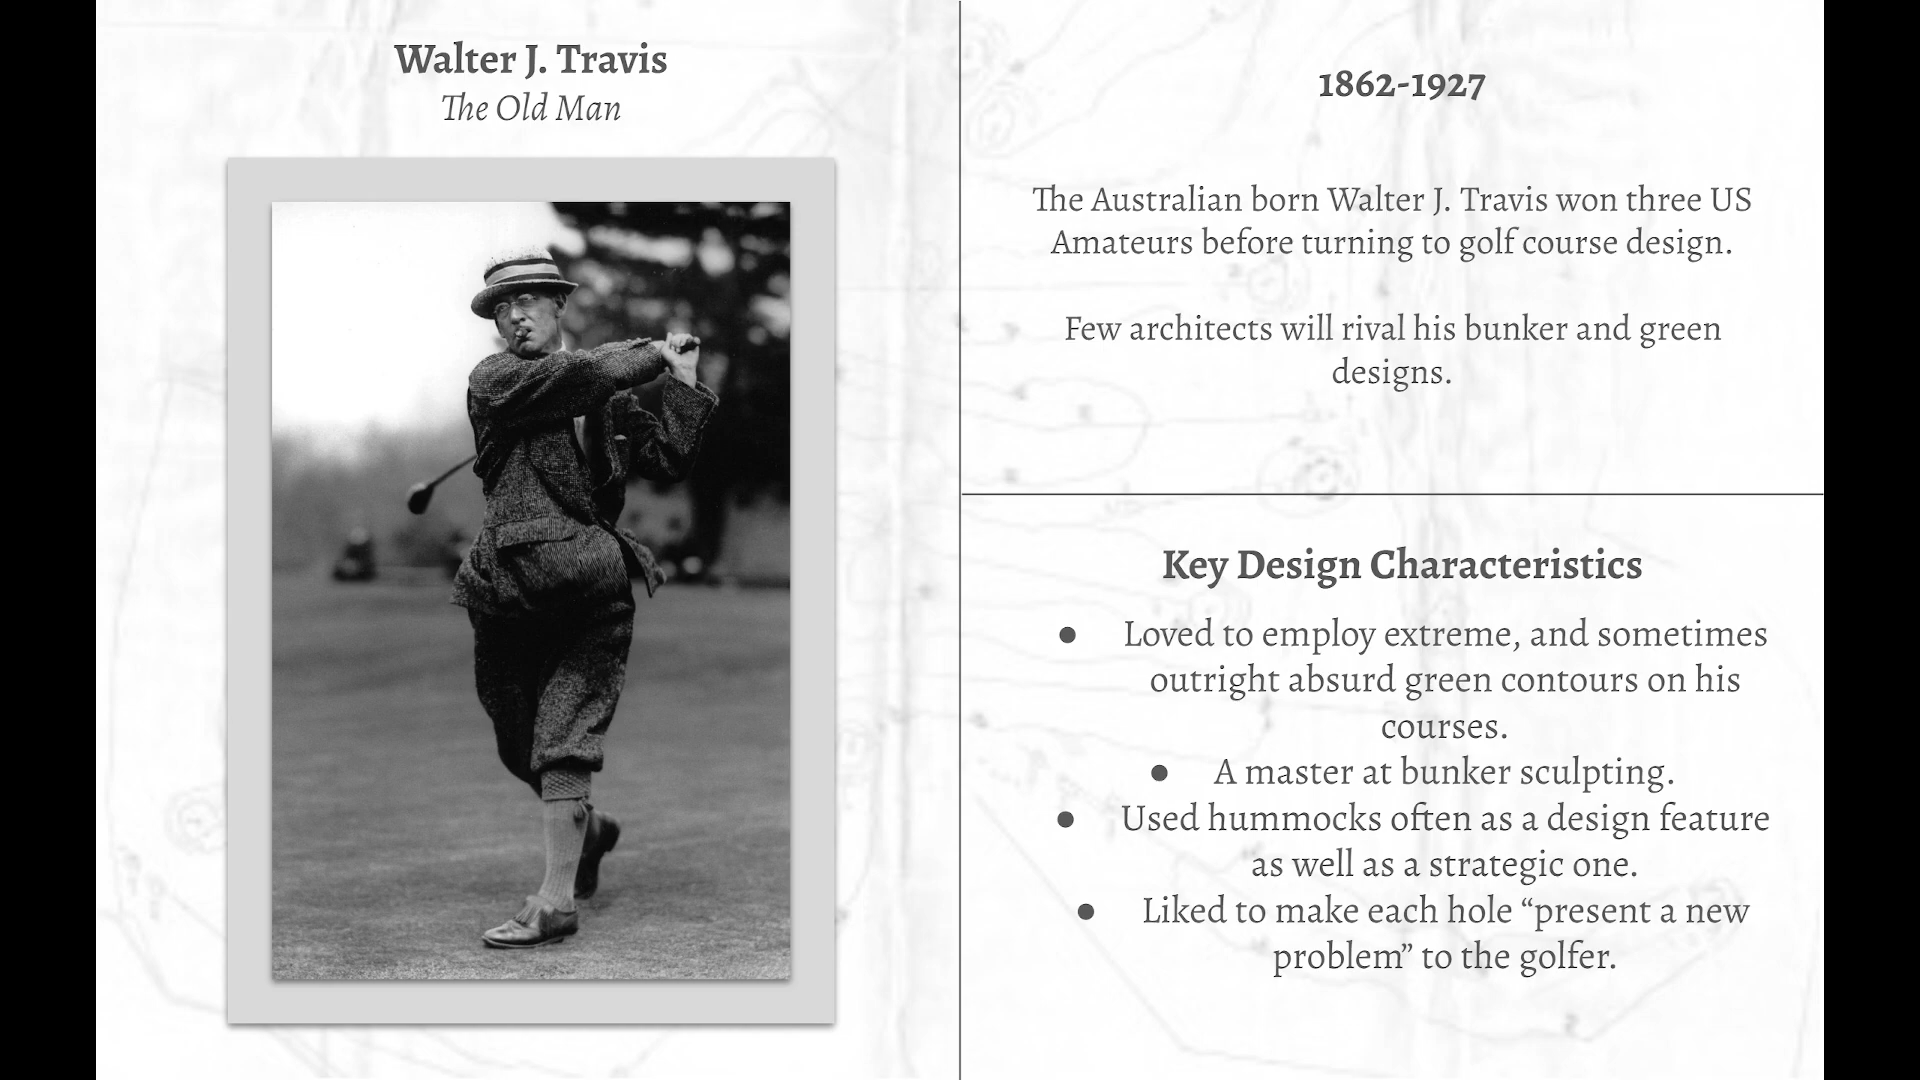 Walter J. Travis
The Old Man
1862-1927
The Australian born Walter J. Travis won three US
Amateurs before turning to golf course design.
Few architects will rival his bunker and green
designs.
Key Design Characteristics
● Loved to employ extreme, and sometimes
outright absurd green contours on his
courses.
● A master at bunker sculpting.
● Used hummocks often as a design feature
as well as a strategic one.
● Liked to make each hole “present a new
problem” to the golfer.